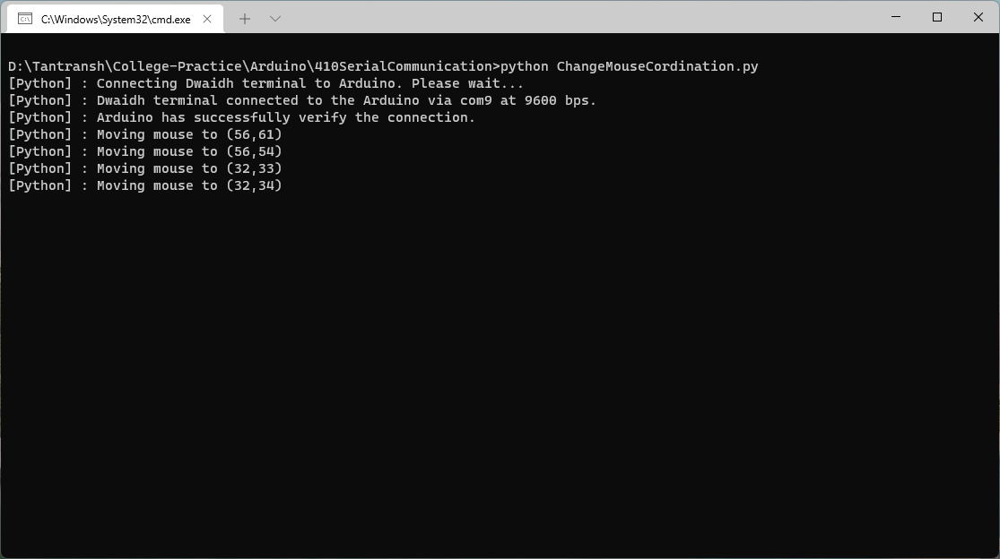 C:\Windows\System32\cmd.exe
D:\Tantransh\College-Practice\Arduino\410SerialCommunication>python ChangeMouseCordination.py
[Python] : Connecting Dwaidh terminal to Arduino. Please wait...
[Python] : Dwaidh terminal connected to the Arduino via com9 at 9600 bps.
[Python] : Arduino has successfully verify the connection.
[Python] : Moving mouse to (56,61)
[Python] : Moving mouse to (56,54)
[Python] : Moving mouse to (32,33)
[Python] : Moving mouse to (32,34)